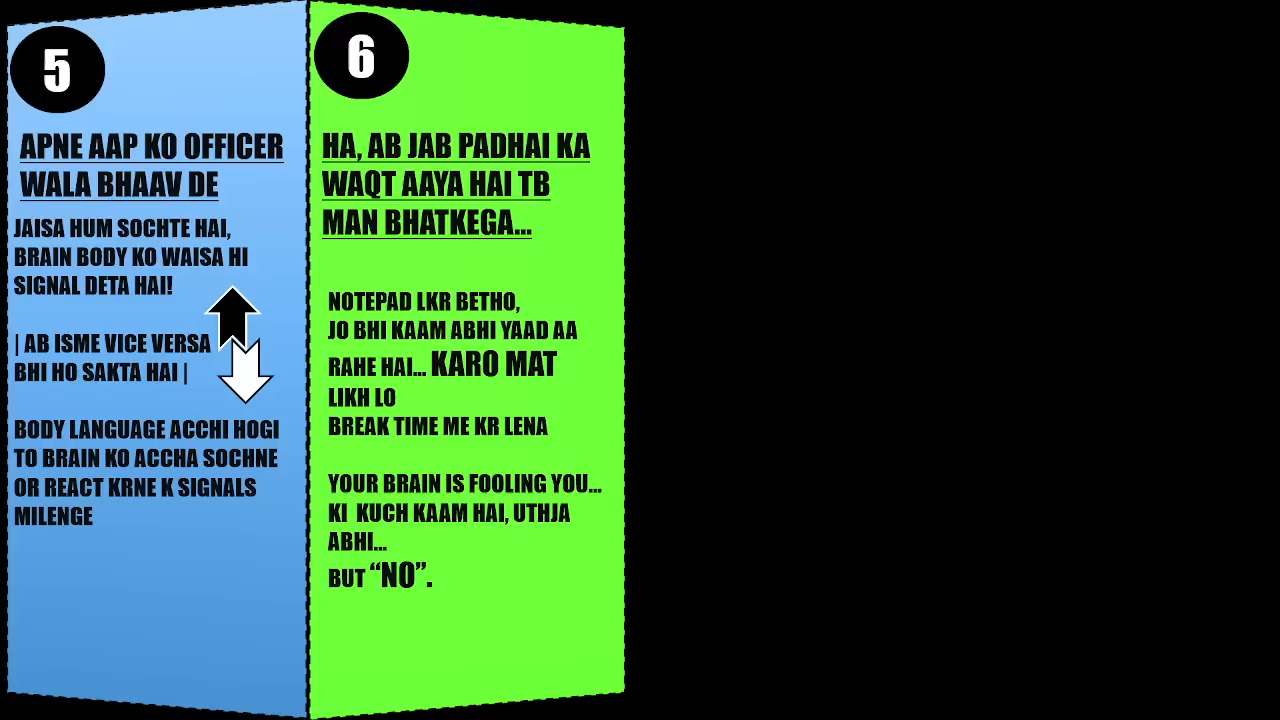 5
APNE AAP KO OFFICER
WALA BHAAV DE
JAISA HUM SOCHTE HAI,
BRAIN BODY KO WAISA HI
SIGNAL DETA HAI!
| AB ISME VICE VERSA
BHI HO SAKTA HAI |
BODY LANGUAGE ACCHI HOGI
TO BRAIN KO ACCHA SOCHNE
OR REACT KRNE K SIGNALS
MILENGE
6
HA, AB JAB PADHAI KA
WAQT AAYA HAI TB
MAN BHATKEGA...
NOTEPAD LKR BETHO,
JO BHI KAAM ABHI YAAD AA
RAHE HAI... KARO MAT
LIKH LO
BREAK TIME ME KR LENA
YOUR BRAIN IS FOOLING YOU...
KI KUCH KAAM HAI, UTHJA
ABHI...
BUT “NO”.